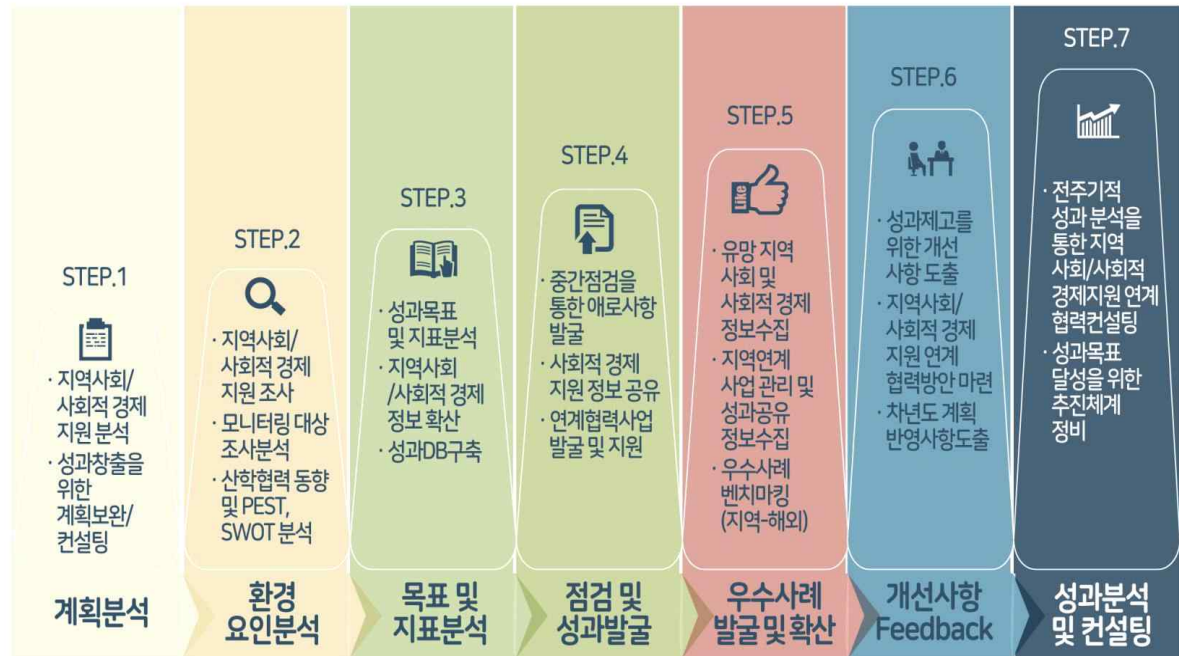 STEP.1
· 지역사회/
사회적 경제
지원 분석
· 성과창출을
위한
계획보완/
컨설팅
계획분석
STEP.2
· 지역사회/
사회적 경제
지원 조사
· 모니터링 대상
조사분석
· 산학협력 동향
및 PEST,
SWOT 분석
환경
요인분석
STEP.3
· 성과목표
및 지표분석
· 지역사회
/사회적 경제
정보 확산
· 성과DB구축
목표 및
지표분석
STEP.4
· 중간점검을
통한 애로사항
발굴
· 사회적 경제
지원 정보 공유
· 연계협력사업
발굴 및 지원
점검 및
성과발굴
STEP.5
Like
· 유망 지역
사회 및
사회적 경제
정보수집
· 지역연계
사업 관리 및
성과공유
정보수집
· 우수사례
벤치마킹
(지역-해외)
우수사례
발굴 및 확산
STEP.6
· 성과제고를
위한 개선
사항 도출
· 지역사회/
사회적 경제
지원 연계
협력방안 마련
· 차년도 계획
반영사항도출
개선사항
Feedback
STEP.7
· 전주기적
성과 분석을
통한 지역
사회/사회적
경제지원 연계
협력컨설팅
· 성과목표
달성을 위한
추진체계
정비
성과분석
및 컨설팅